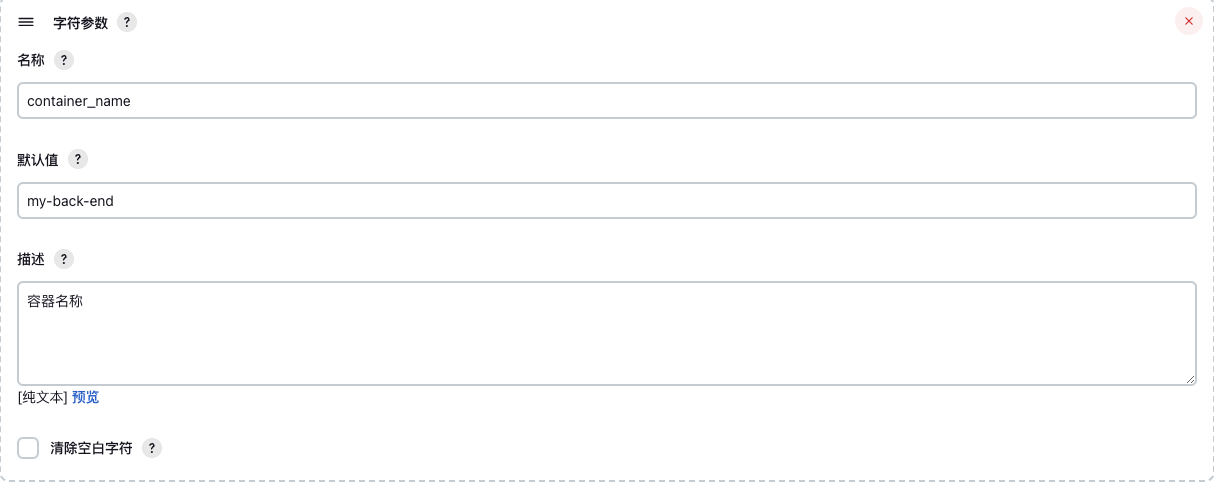 字符参数 ?
名称 ?
container_name
默认值 ?
my-back-end
描述 ?
容器名称
[纯文本] 预览
清除空白字符 ?